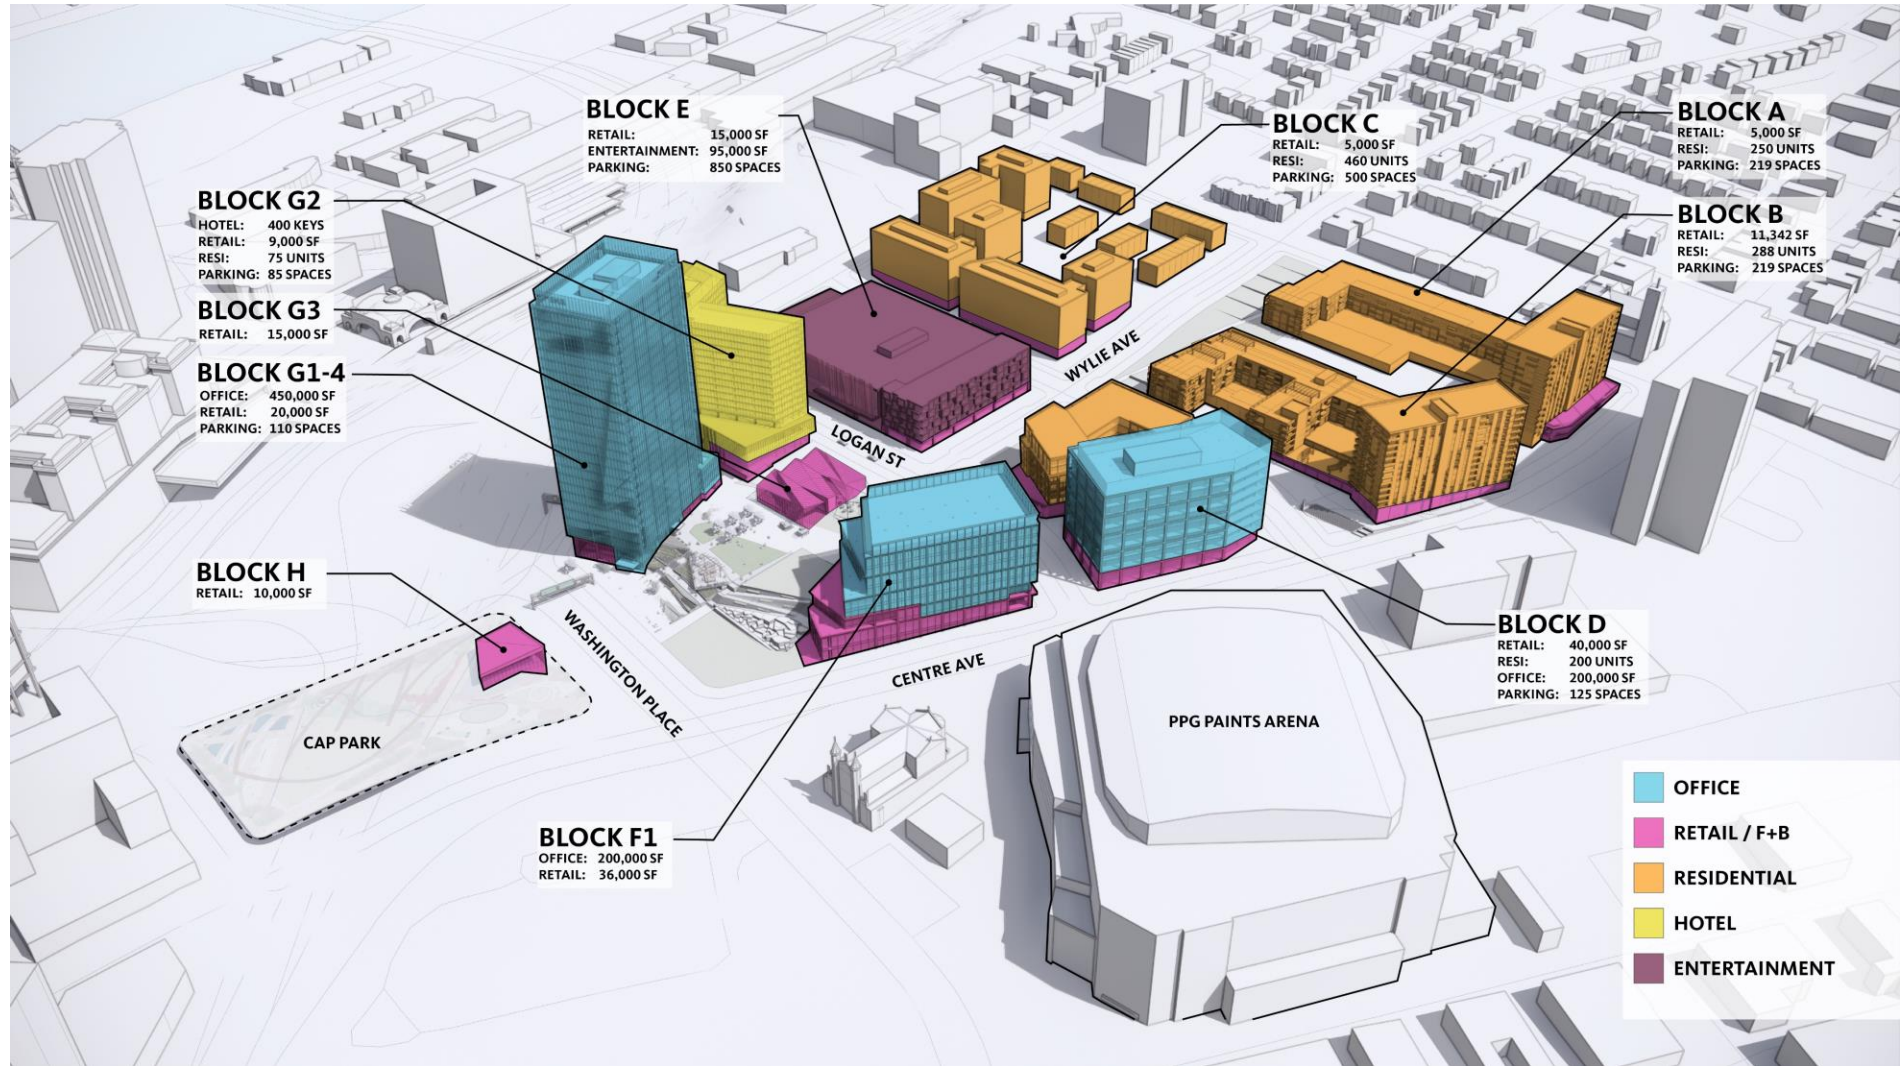 BLOCK E
RETAIL: 15,000 SF
ENTERTAINMENT: 95,000 SF
PARKING: 850 SPACES
BLOCK C
RETAIL: 5,000 SF
RESI: 460 UNITS
PARKING: 500 SPACES
BLOCK A
RETAIL: 5,000 SF
RESI: 250 UNITS
PARKING: 219 SPACES
BLOCK G2
HOTEL: 400 KEYS
RETAIL: 9,000 SF
RESI: 75 UNITS
PARKING: 85 SPACES
BLOCK B
RETAIL: 11,342 SF
RESI: 288 UNITS
PARKING: 219 SPACES
BLOCK G3
RETAIL: 15,000 SF
BLOCK G1-4
OFFICE: 450,000 SF
RETAIL: 20,000 SF
PARKING: 110 SPACES
WYLIE AVE
LOGAN ST
BLOCK H
RETAIL: 10,000 SF
WASHINGTON PLACE
CENTRE AVE
BLOCK D
RETAIL: 40,000 SF
RESI: 200 UNITS
OFFICE: 200,000 SF
PARKING: 125 SPACES
CAP PARK
PPG PAINTS ARENA
BLOCK F1
OFFICE: 200,000 SF
RETAIL: 36,000 SF
OFFICE
RETAIL / F+B
RESIDENTIAL
HOTEL
ENTERTAINMENT